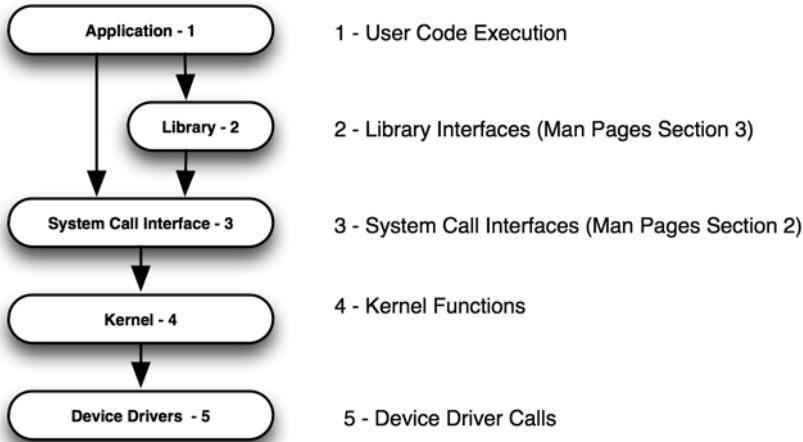 Application - 1
1 - User Code Execution
Library - 2
2 - Library Interfaces (Man Pages Section 3)
System Call Interface - 3
3 - System Call Interfaces (Man Pages Section 2)
Kernel - 4
4 - Kernel Functions
Device Drivers - 5
5 - Device Driver Calls